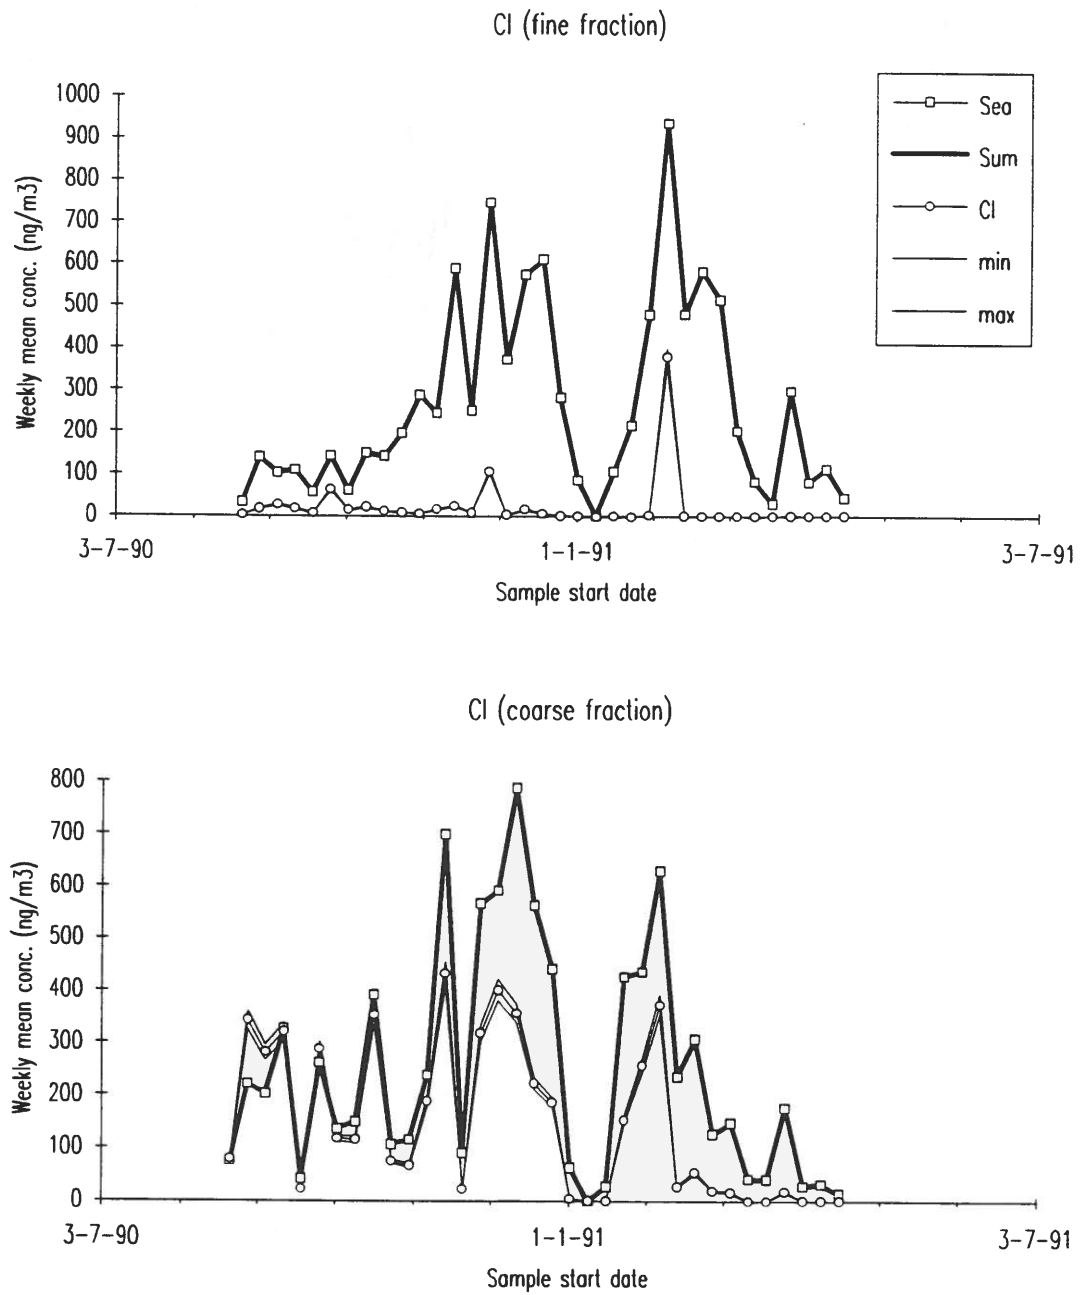 Cl (fine fraction)
1000
900
800
700
600
500
400
300
200
100
0
Weekly mean conc. (ng/m3)
Sea
Sum
Cl
min
max
3-7-90
1-1-91
3-7-91
Sample start date
Cl (coarse fraction)
800
700
600
500
400
300
200
100
0
Weekly mean conc. (ng/m3)
3-7-90
1-1-91
3-7-91
Sample start date